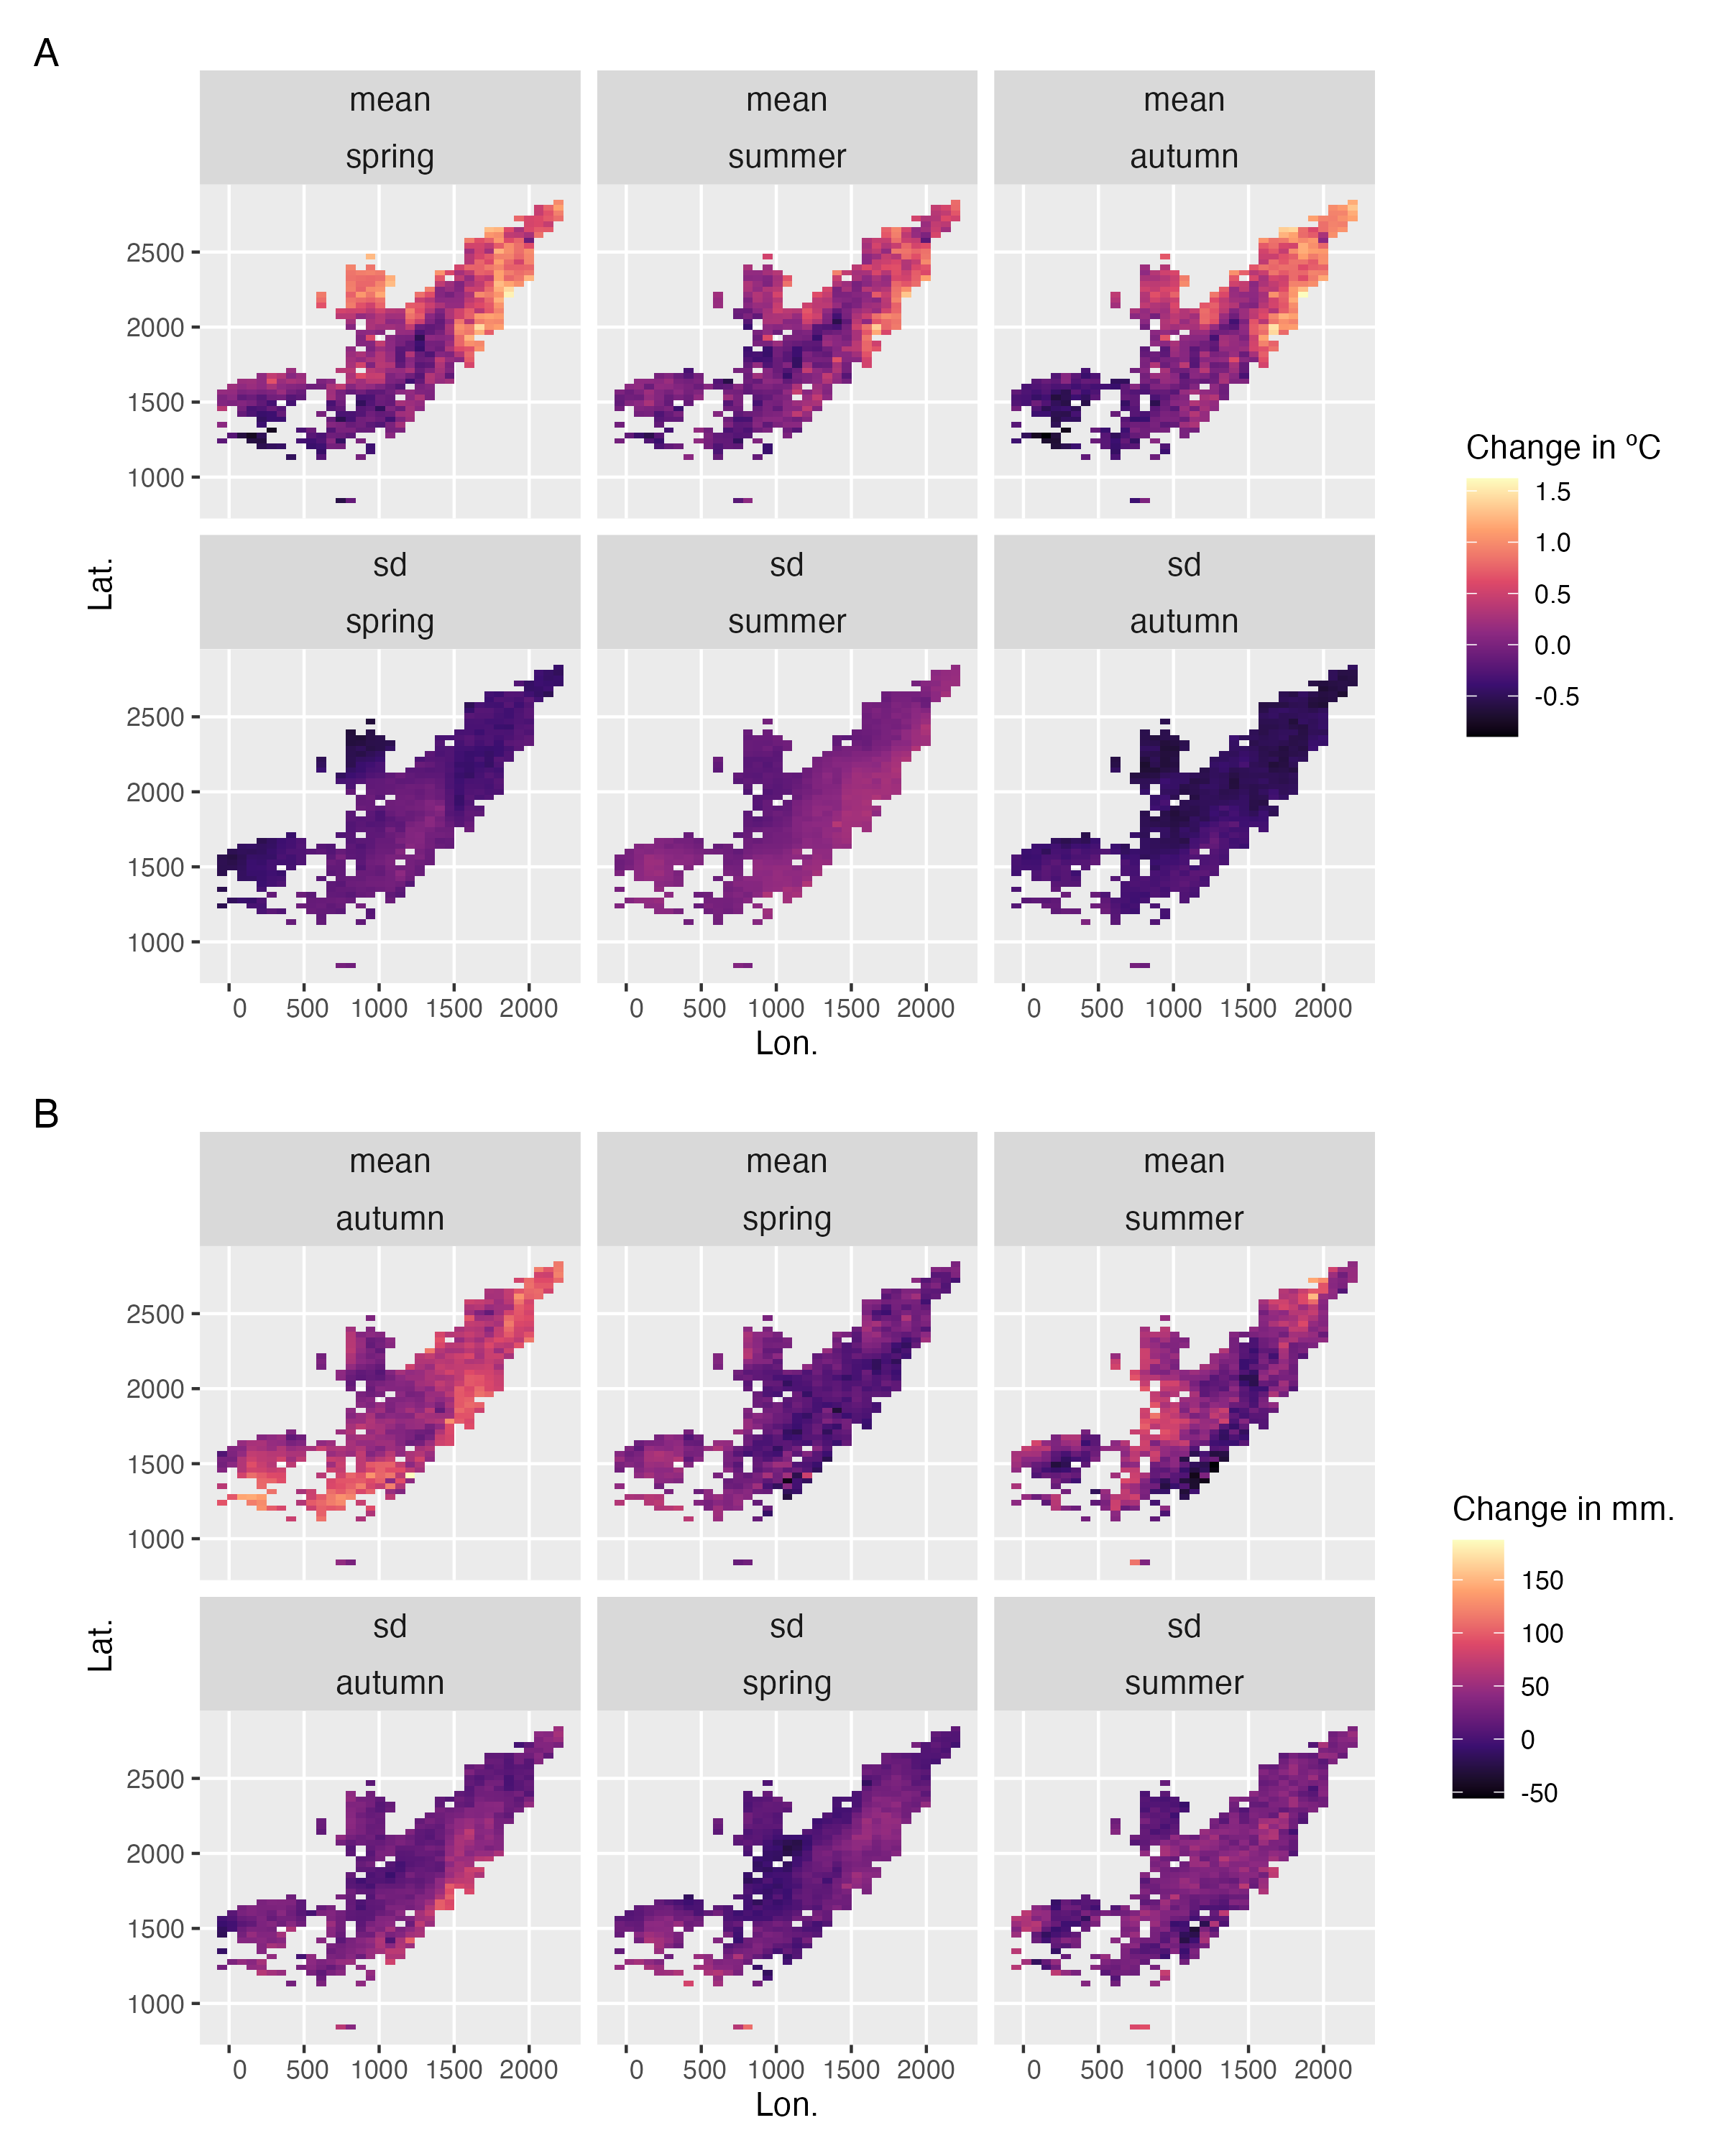 A
mean mean mean
spring summer autumn
2500
2000
1500
1000
sd sd sd
spring summer autumn
2500
2000
1500
1000
0 500 1000 1500 2000 0 500 1000 1500 2000 0 500 1000 1500 2000
Lon.
Lat.
Change in ºC
1.5
1.0
0.5
0.0
-0.5
B
mean mean mean
autumn spring summer
2500
2000
1500
1000
sd sd sd
autumn spring summer
2500
2000
1500
1000
0 500 1000 1500 2000 0 500 1000 1500 2000 0 500 1000 1500 2000
Lon.
Lat.
Change in mm.
150
100
50
0
-50